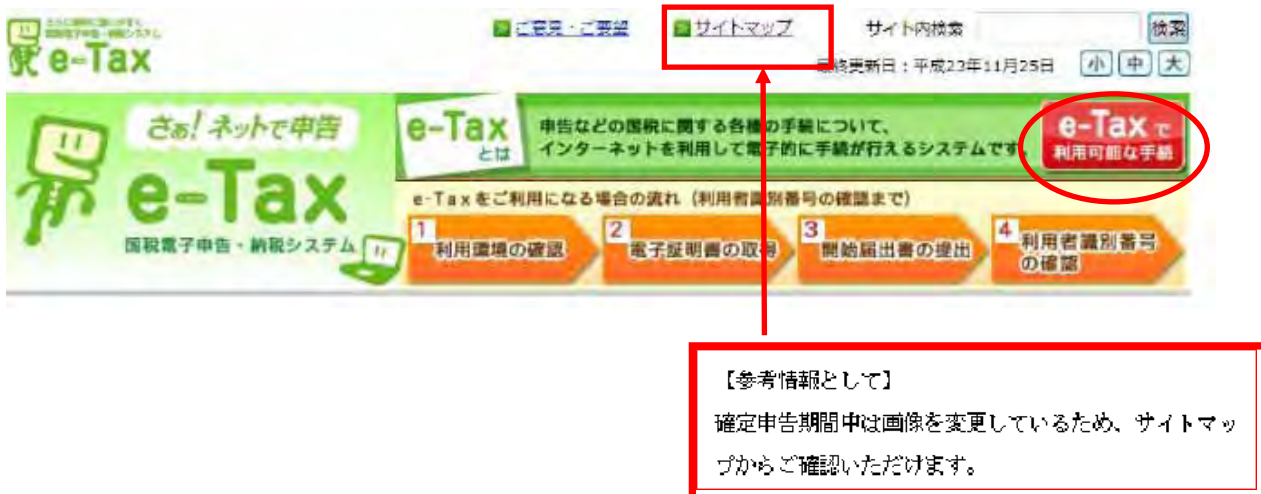 e-Tax
ご意見・ご要望
サイトマップ
サイト内検索
検索
最終更新日：平成23年11月25日
小 中 大
さぁ!ネットで申告
e-Tax
国税電子申告・納税システム
e-Tax
とは
申告などの国税に関する各種の手続について、
インターネットを利用して電子的に手続が行えるシステムです。
e-Taxで
利用可能な手続
e-Taxをご利用になる場合の流れ（利用者識別番号の確認まで）
1 利用環境の確認
2 電子証明書の取得
3 開始届出書の提出
4 利用者識別番号
の確認
【参考情報として】
確定申告期間中は画像を変更しているため、サイトマッ
プからご確認いただけます。